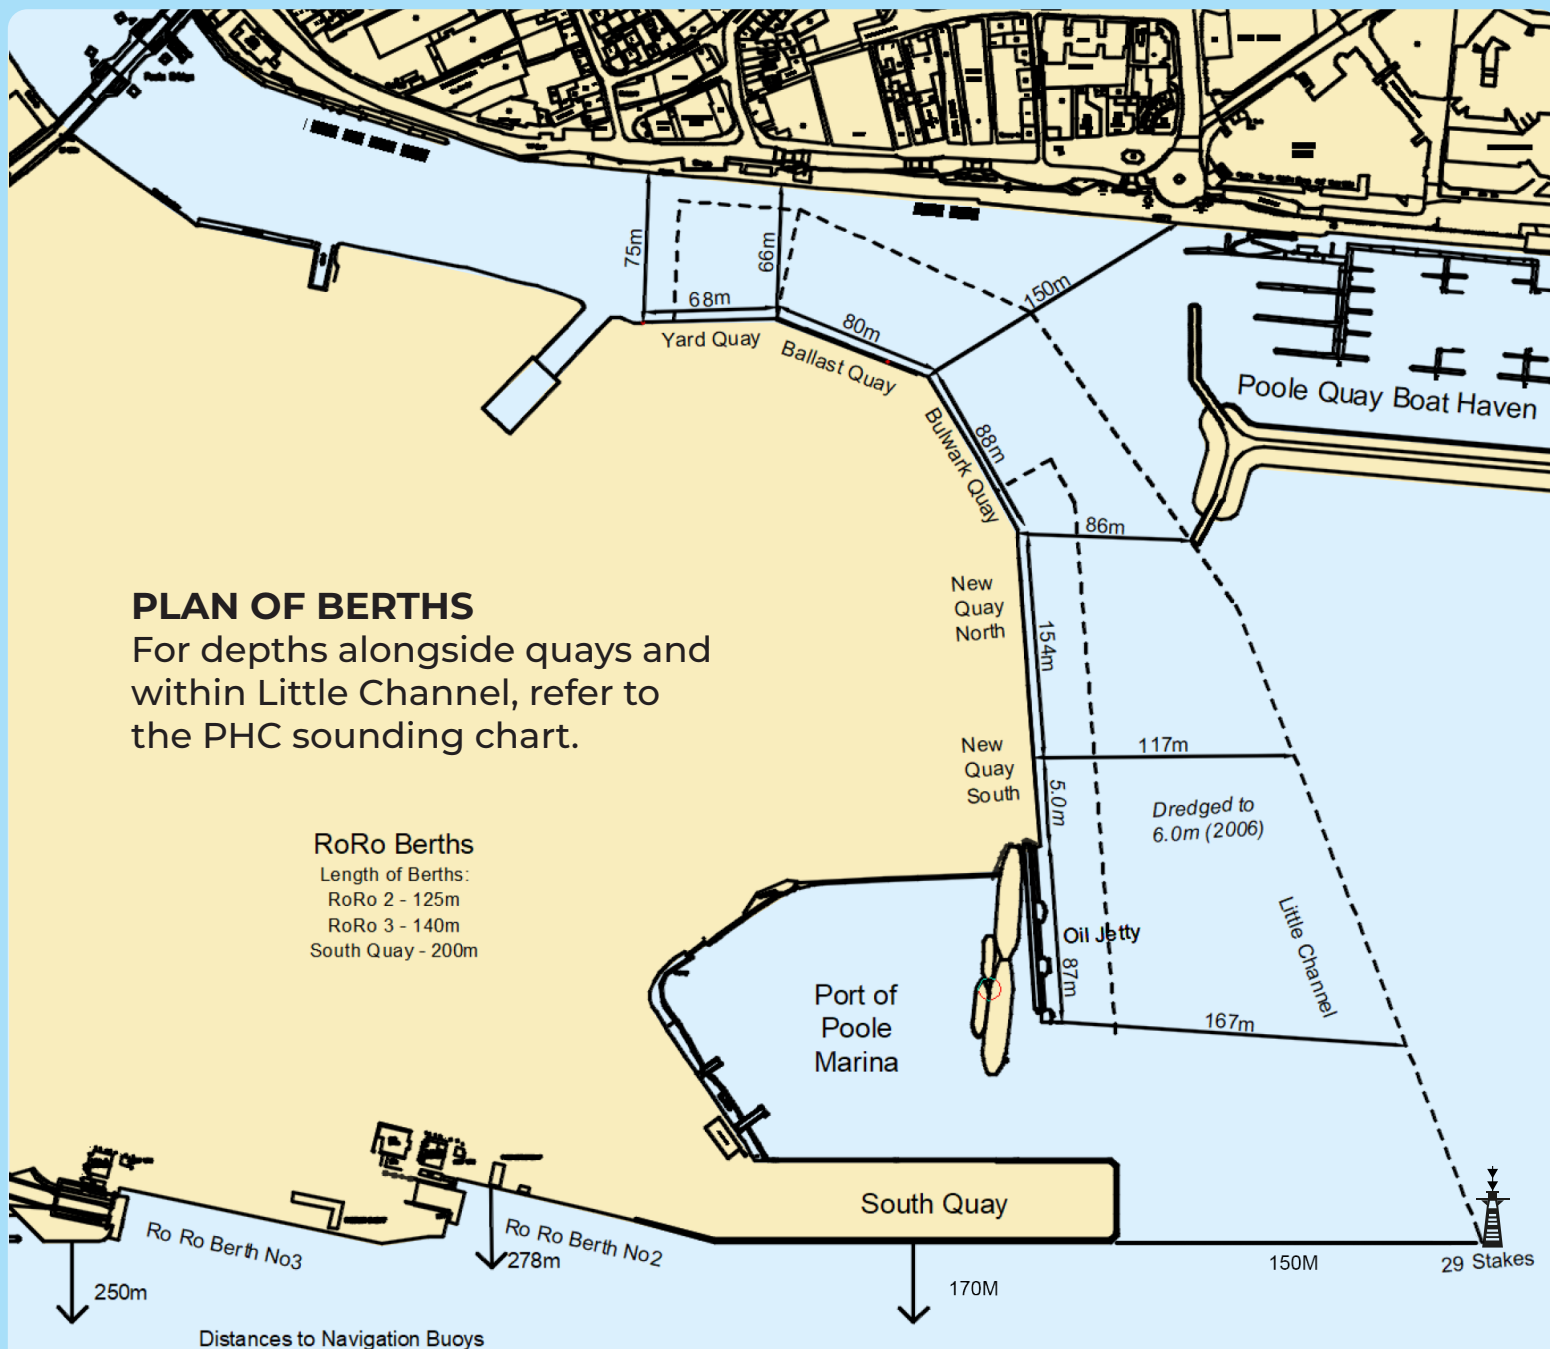 75m
66m
68m
Yard Quay
80m
Ballast Quay
150m
Poole Quay Boat Haven
88m
Bulwark Quay
86m
New
Quay
North
154m
PLAN OF BERTHS
For depths alongside quays and
within Little Channel, refer to
the PHC sounding chart.
New
Quay
South
117m
5.0m
Dredged to
6.0m (2006)
RoRo Berths
Length of Berths:
RoRo 2 - 125m
RoRo 3 - 140m
South Quay - 200m
Little Channel
Oil Jetty
87m
Port of
Poole
Marina
167m
South Quay
Ro Ro Berth No3
Ro Ro Berth No2
278m
250m
170M
150M
29 Stakes
Distances to Navigation Buoys